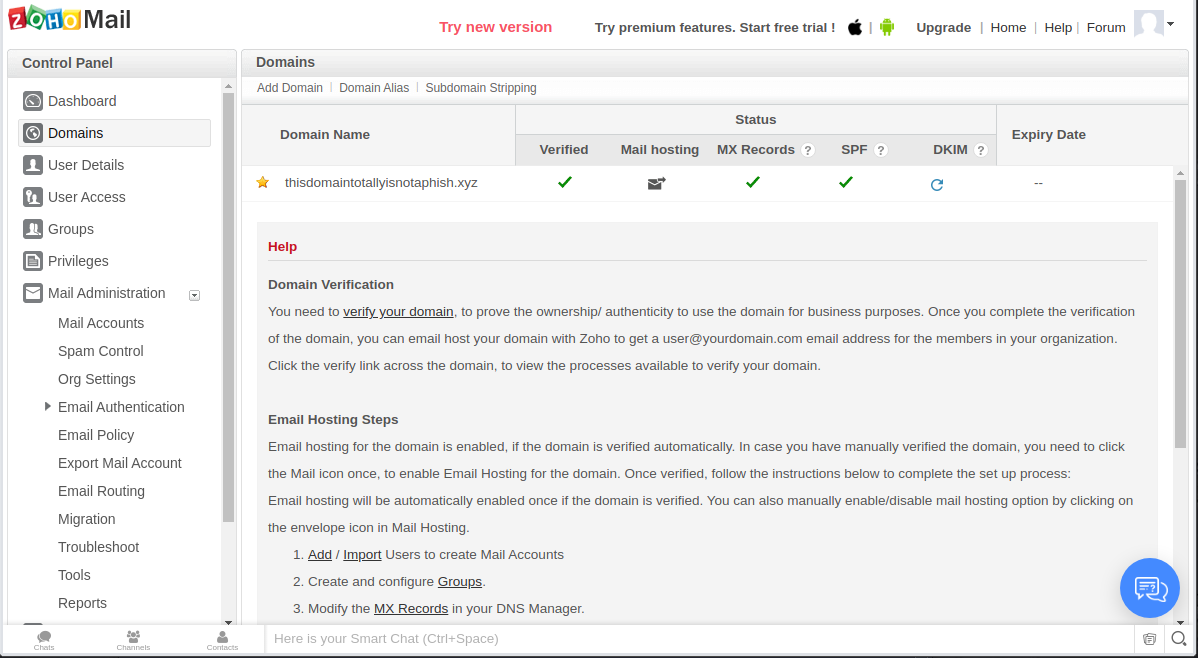 ZOHO Mail
Try new version
Try premium features. Start free trial ! | Upgrade | Home | Help | Forum
Control Panel
Dashboard
Domains
User Details
User Access
Groups
Privileges
Mail Administration
Mail Accounts
Spam Control
Org Settings
Email Authentication
Email Policy
Export Mail Account
Email Routing
Migration
Troubleshoot
Tools
Reports
Domains
Add Domain | Domain Alias | Subdomain Stripping
Domain Name
Status
Expiry Date
Verified Mail hosting MX Records ? SPF ? DKIM ?
thisdomaintotallyisnotaphish.xyz --
Help
Domain Verification
You need to verify your domain, to prove the ownership/ authenticity to use the domain for business purposes. Once you complete the verification
of the domain, you can email host your domain with Zoho to get a user@yourdomain.com email address for the members in your organization.
Click the verify link across the domain, to view the processes available to verify your domain.
Email Hosting Steps
Email hosting for the domain is enabled, if the domain is verified automatically. In case you have manually verified the domain, you need to click
the Mail icon once, to enable Email Hosting for the domain. Once verified, follow the instructions below to complete the set up process:
Email hosting will be automatically enabled once if the domain is verified. You can also manually enable/disable mail hosting option by clicking on
the envelope icon in Mail Hosting.
1. Add / Import Users to create Mail Accounts
2. Create and configure Groups.
3. Modify the MX Records in your DNS Manager.
Chats Channels Contacts
Here is your Smart Chat (Ctrl+Space)